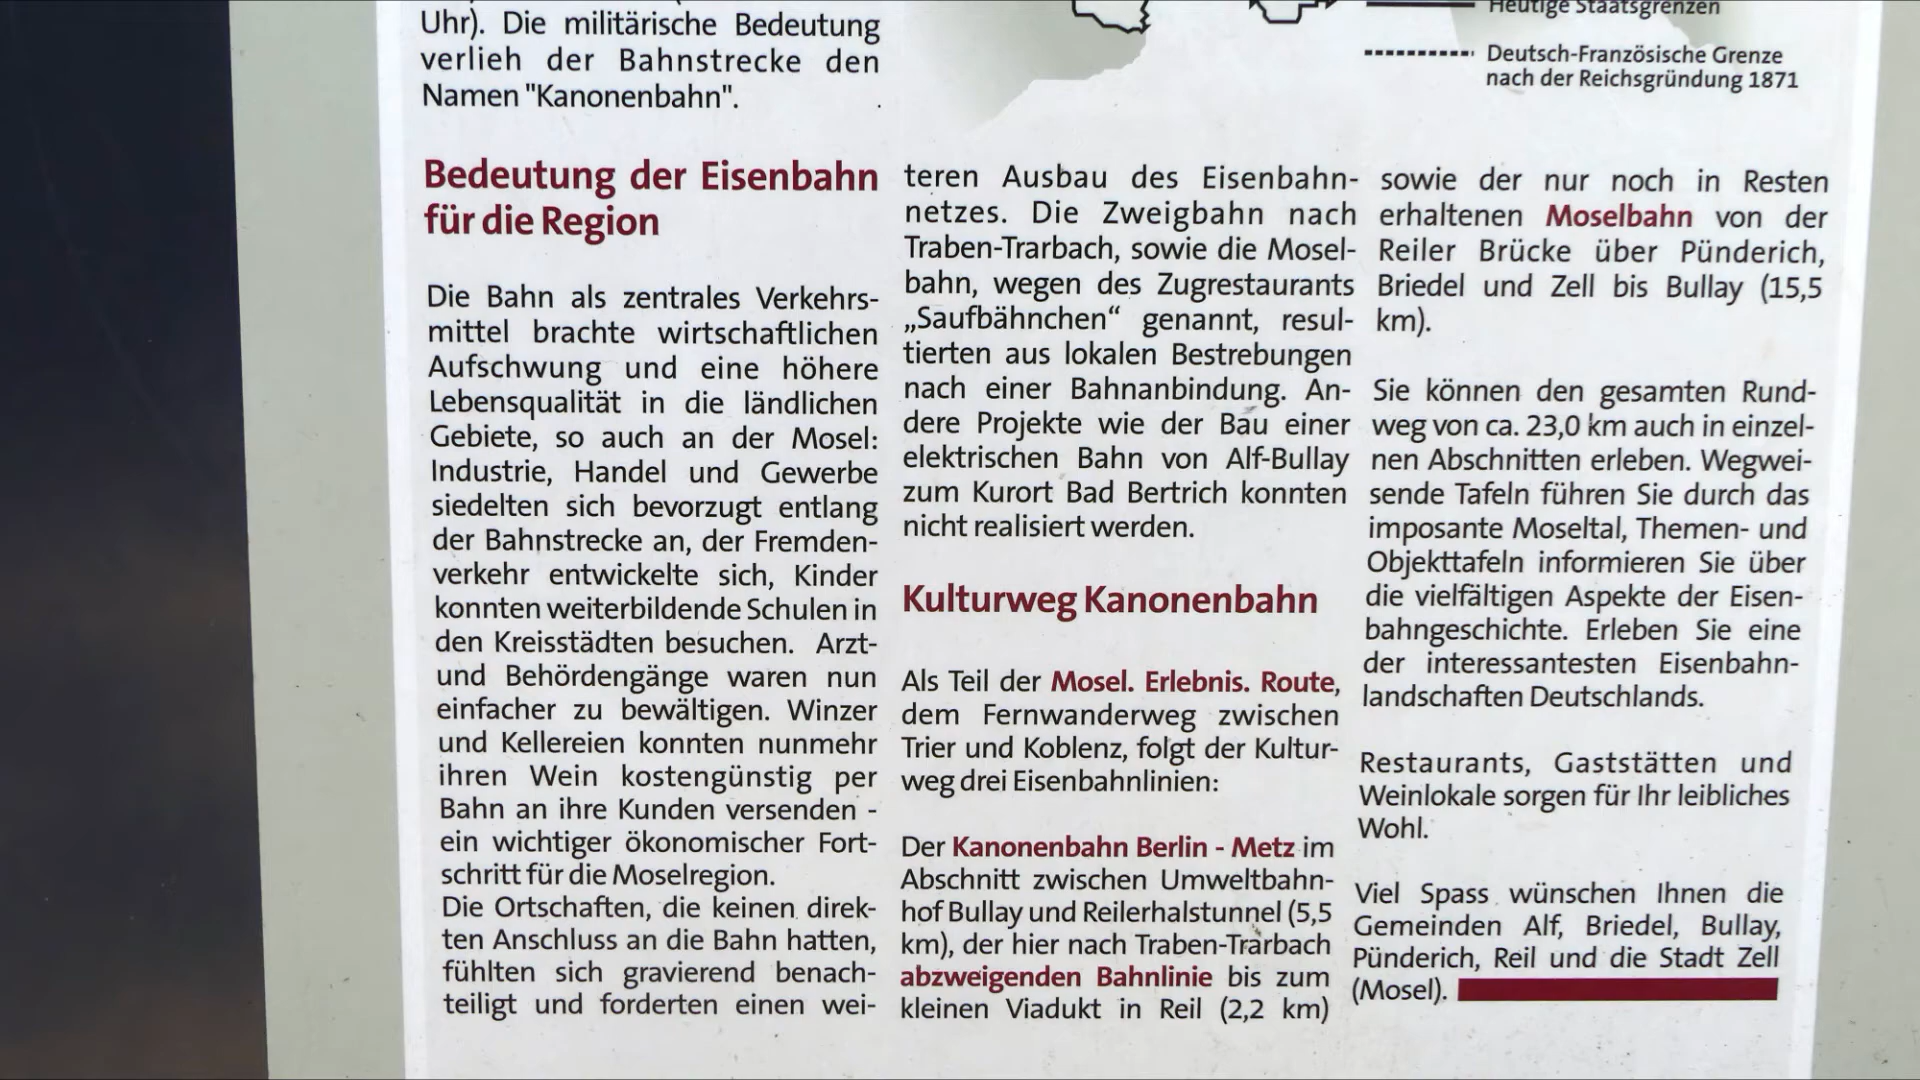 Uhr). Die militärische Bedeutung
verlieh der Bahnstrecke den
Namen "Kanonenbahn".
Heutige Staatsgrenzen
Deutsch-Französische Grenze
nach der Reichsgründung 1871
Bedeutung der Eisenbahn
für die Region
Die Bahn als zentrales Verkehrs-
mittel brachte wirtschaftlichen
Aufschwung und eine höhere
Lebensqualität in die ländlichen
Gebiete, so auch an der Mosel:
Industrie, Handel und Gewerbe
siedelten sich bevorzugt entlang
der Bahnstrecke an, der Fremden-
verkehr entwickelte sich, Kinder
konnten weiterbildende Schulen in
den Kreisstädten besuchen. Arzt-
und Behördengänge waren nun
einfacher zu bewältigen. Winzer
und Kellereien konnten nunmehr
ihren Wein kostengünstig per
Bahn an ihre Kunden versenden -
ein wichtiger ökonomischer Fort-
schritt für die Moselregion.
Die Ortschaften, die keinen direk-
ten Anschluss an die Bahn hatten,
fühlten sich gravierend benach-
teiligt und forderten einen wei-
teren Ausbau des Eisenbahn-
netzes. Die Zweigbahn nach
Traben-Trarbach, sowie die Mosel-
bahn, wegen des Zugrestaurants
„Saufbähnchen“ genannt, resul-
tierten aus lokalen Bestrebungen
nach einer Bahnanbindung. An-
dere Projekte wie der Bau einer
elektrischen Bahn von Alf-Bullay
zum Kurort Bad Bertrich konnten
nicht realisiert werden.
Kulturweg Kanonenbahn
Als Teil der Mosel. Erlebnis. Route,
dem Fernwanderweg zwischen
Trier und Koblenz, folgt der Kultur-
weg drei Eisenbahnlinien:
Der Kanonenbahn Berlin - Metz im
Abschnitt zwischen Umweltbahn-
hof Bullay und Reilerhalstunnel (5,5
km), der hier nach Traben-Trarbach
abzweigenden Bahnlinie bis zum
kleinen Viadukt in Reil (2,2 km)
sowie der nur noch in Resten
erhaltenen Moselbahn von der
Reiler Brücke über Pünderich,
Briedel und Zell bis Bullay (15,5
km).
Sie können den gesamten Rund-
weg von ca. 23,0 km auch in einzel-
nen Abschnitten erleben. Wegwei-
sende Tafeln führen Sie durch das
imposante Moseltal, Themen- und
Objekttafeln informieren Sie über
die vielfältigen Aspekte der Eisen-
bahngeschichte. Erleben Sie eine
der interessantesten Eisenbahn-
landschaften Deutschlands.
Restaurants, Gaststätten und
Weinlokale sorgen für Ihr leibliches
Wohl.
Viel Spass wünschen Ihnen die
Gemeinden Alf, Briedel, Bullay,
Pünderich, Reil und die Stadt Zell
(Mosel).